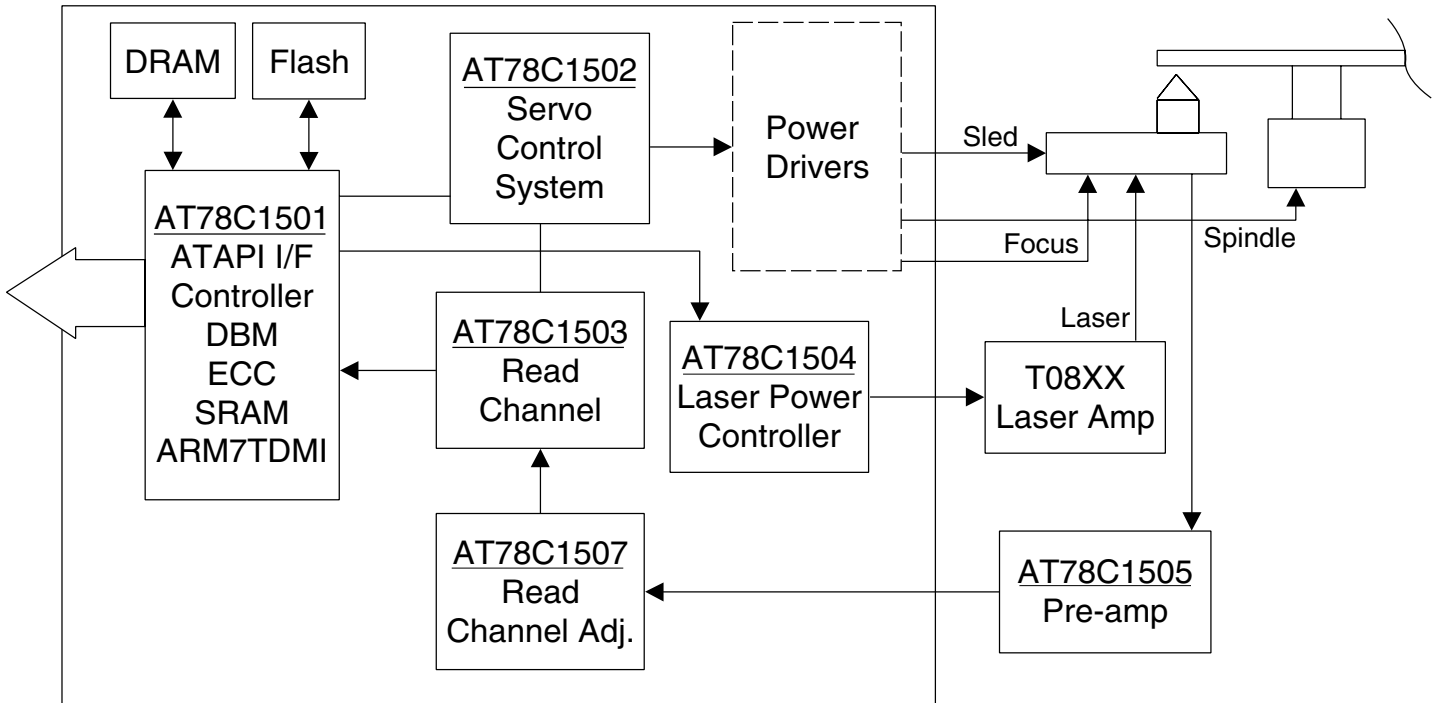 DRAM
Flash
AT78C1502
Servo
Control
System
Power
Drivers
Sled
Focus
Spindle
AT78C1501
ATAPI I/F
Controller
DBM
ECC
SRAM
ARM7TDMI
AT78C1503
Read
Channel
AT78C1504
Laser Power
Controller
Laser
T08XX
Laser Amp
AT78C1507
Read
Channel Adj.
AT78C1505
Pre-amp